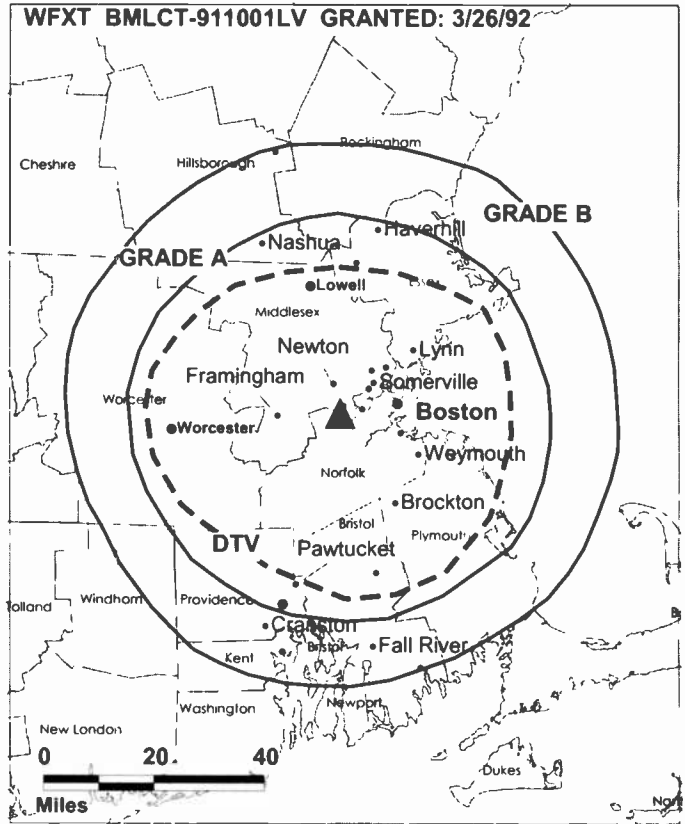 WFXT BMLCT-911001LV GRANTED: 3/26/92
Rockingham
Cheshire
Hillsborough
GRADE B
Haverhill
Nashua
GRADE A
Lowell
Middlesex
Newton
Lynn
Framingham
Somerville
Worcester
Boston
Worcester
Weymouth
Norfolk
Brockton
Bristol
Plymouth
DTV
Pawtucket
Windham
Providence
olland
Cranston
Bristol
Fall River
Kent
Washington
Newport
New London
0 20 40
Dukes
Miles